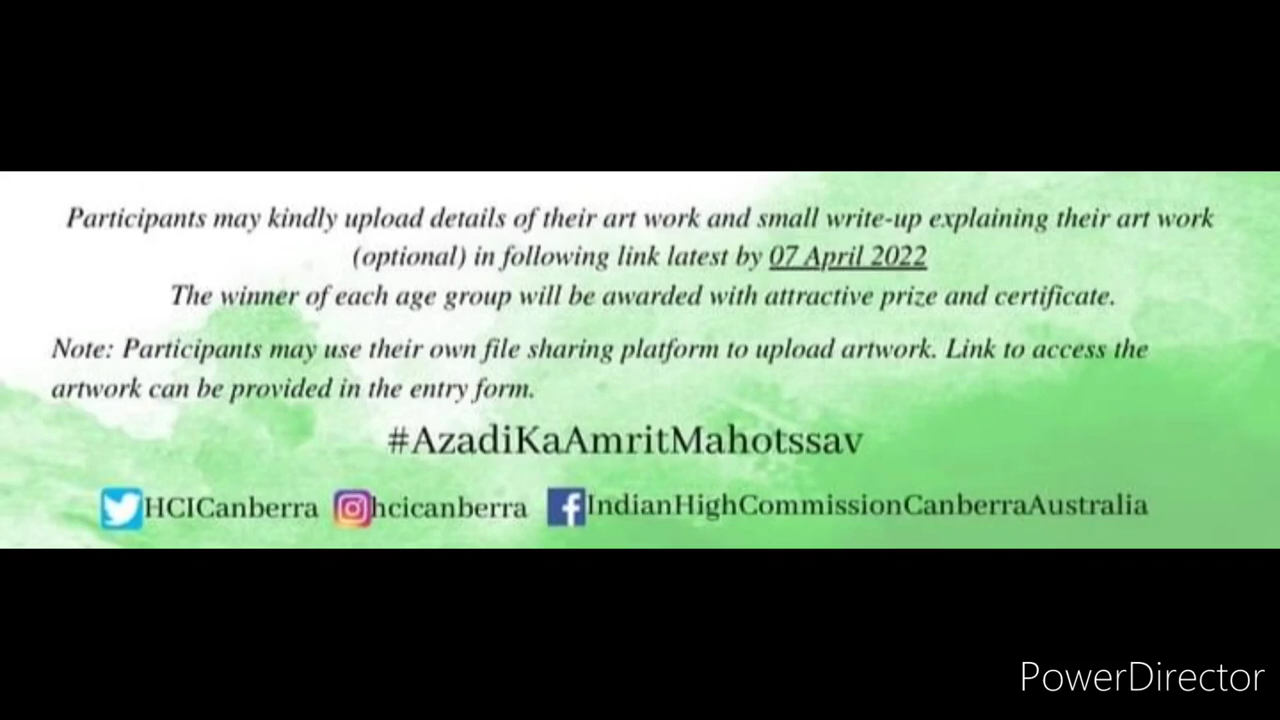 Participants may kindly upload details of their art work and small write-up explaining their art work
(optional) in following link latest by 07 April 2022
The winner of each age group will be awarded with attractive prize and certificate.
Note: Participants may use their own file sharing platform to upload artwork. Link to access the
artwork can be provided in the entry form.
#AzadiKaAmritMahotssav
HCICanberra hcicanberra IndianHighCommissionCanberraAustralia
PowerDirector